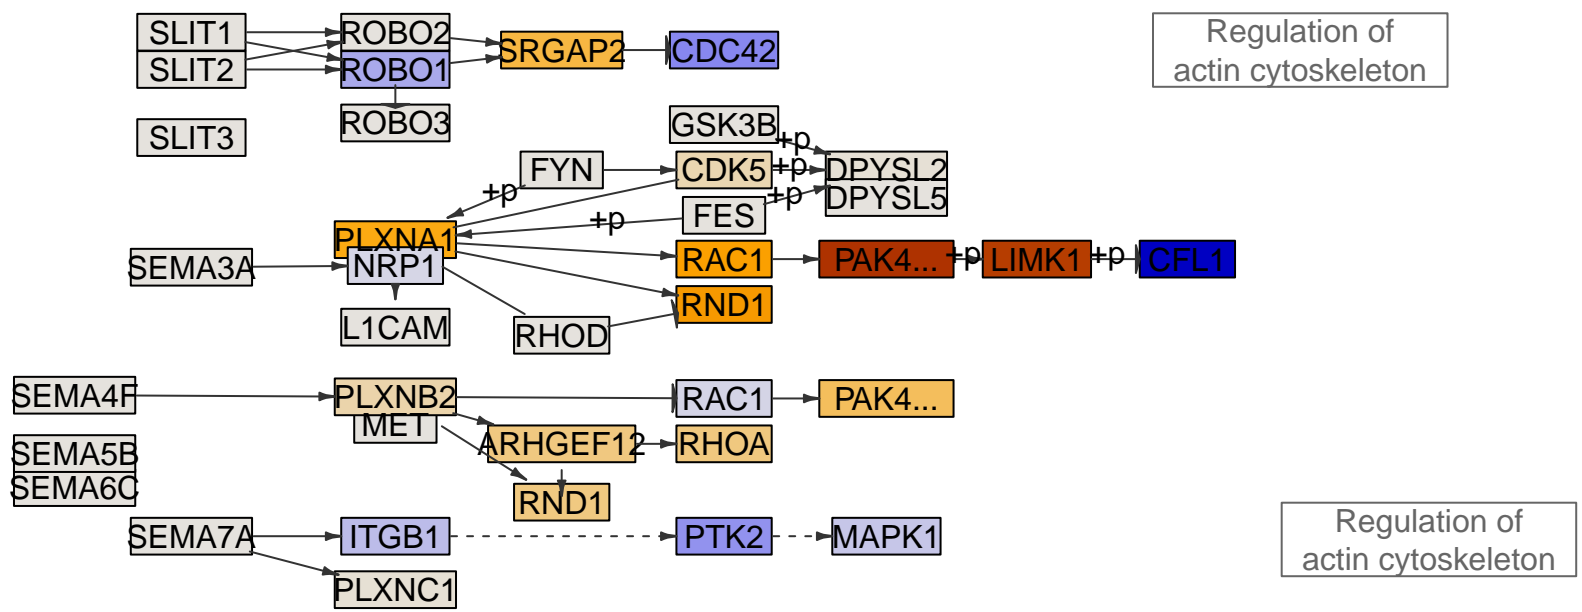 SLIT1
ROBO2
SRGAP2
CDC42
Regulation of
actin cytoskeleton
SLIT2
ROBO1
SLIT3
ROBO3
GSK3B
+p
FYN
CDK5
+p
DPYSL2
+p
DPYSL5
+p
FES
+p
PLXNA1
SEMA3A
NRP1
RAC1
PAK4...
+p
LIMK1
+p
CFL1
RND1
L1CAM
RHOD
SEMA4F
PLXNB2
RAC1
PAK4...
MET
ARHGEF12
RHOA
SEMA5B
SEMA6C
RND1
SEMA7A
ITGB1
PTK2
MAPK1
Regulation of
actin cytoskeleton
PLXNC1